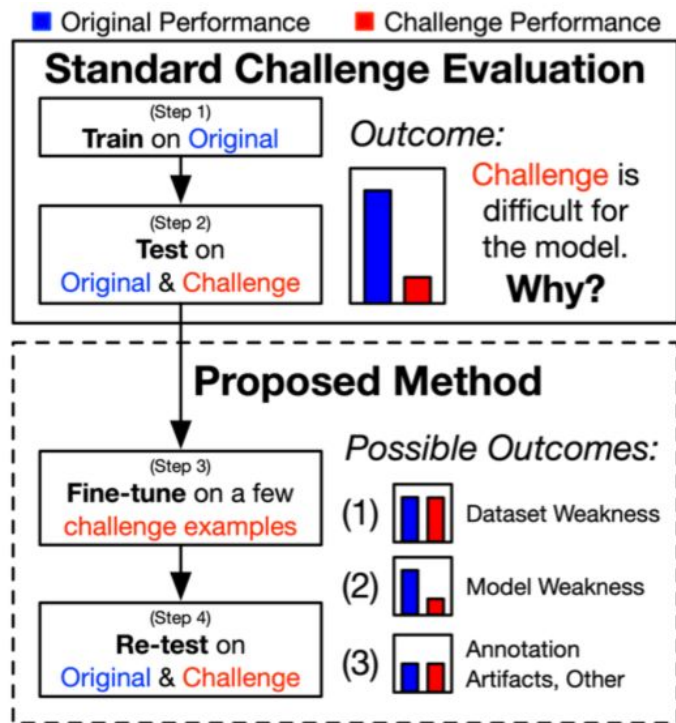 Original Performance Challenge Performance
Standard Challenge Evaluation
(Step 1)
Train on Original
(Step 2)
Test on
Original & Challenge
Outcome:
Challenge is
difficult for
the model.
Why?
Proposed Method
(Step 3)
Fine-tune on a few
challenge examples
(Step 4)
Re-test on
Original & Challenge
Possible Outcomes:
(1) Dataset Weakness
(2) Model Weakness
(3) Annotation
Artifacts, Other